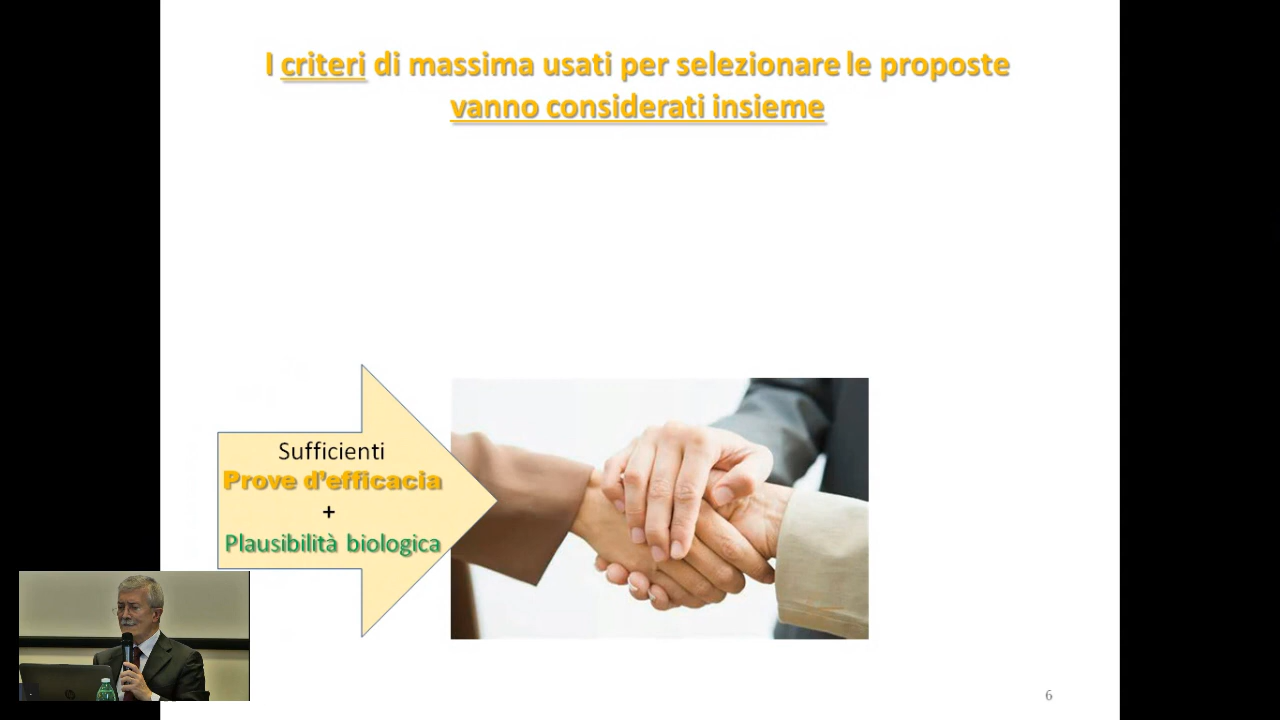 I criteri di massima usati per selezionare le proposte
vanno considerati insieme
Sufficienti
Prove d'efficacia
+
Plausibilità biologica
6